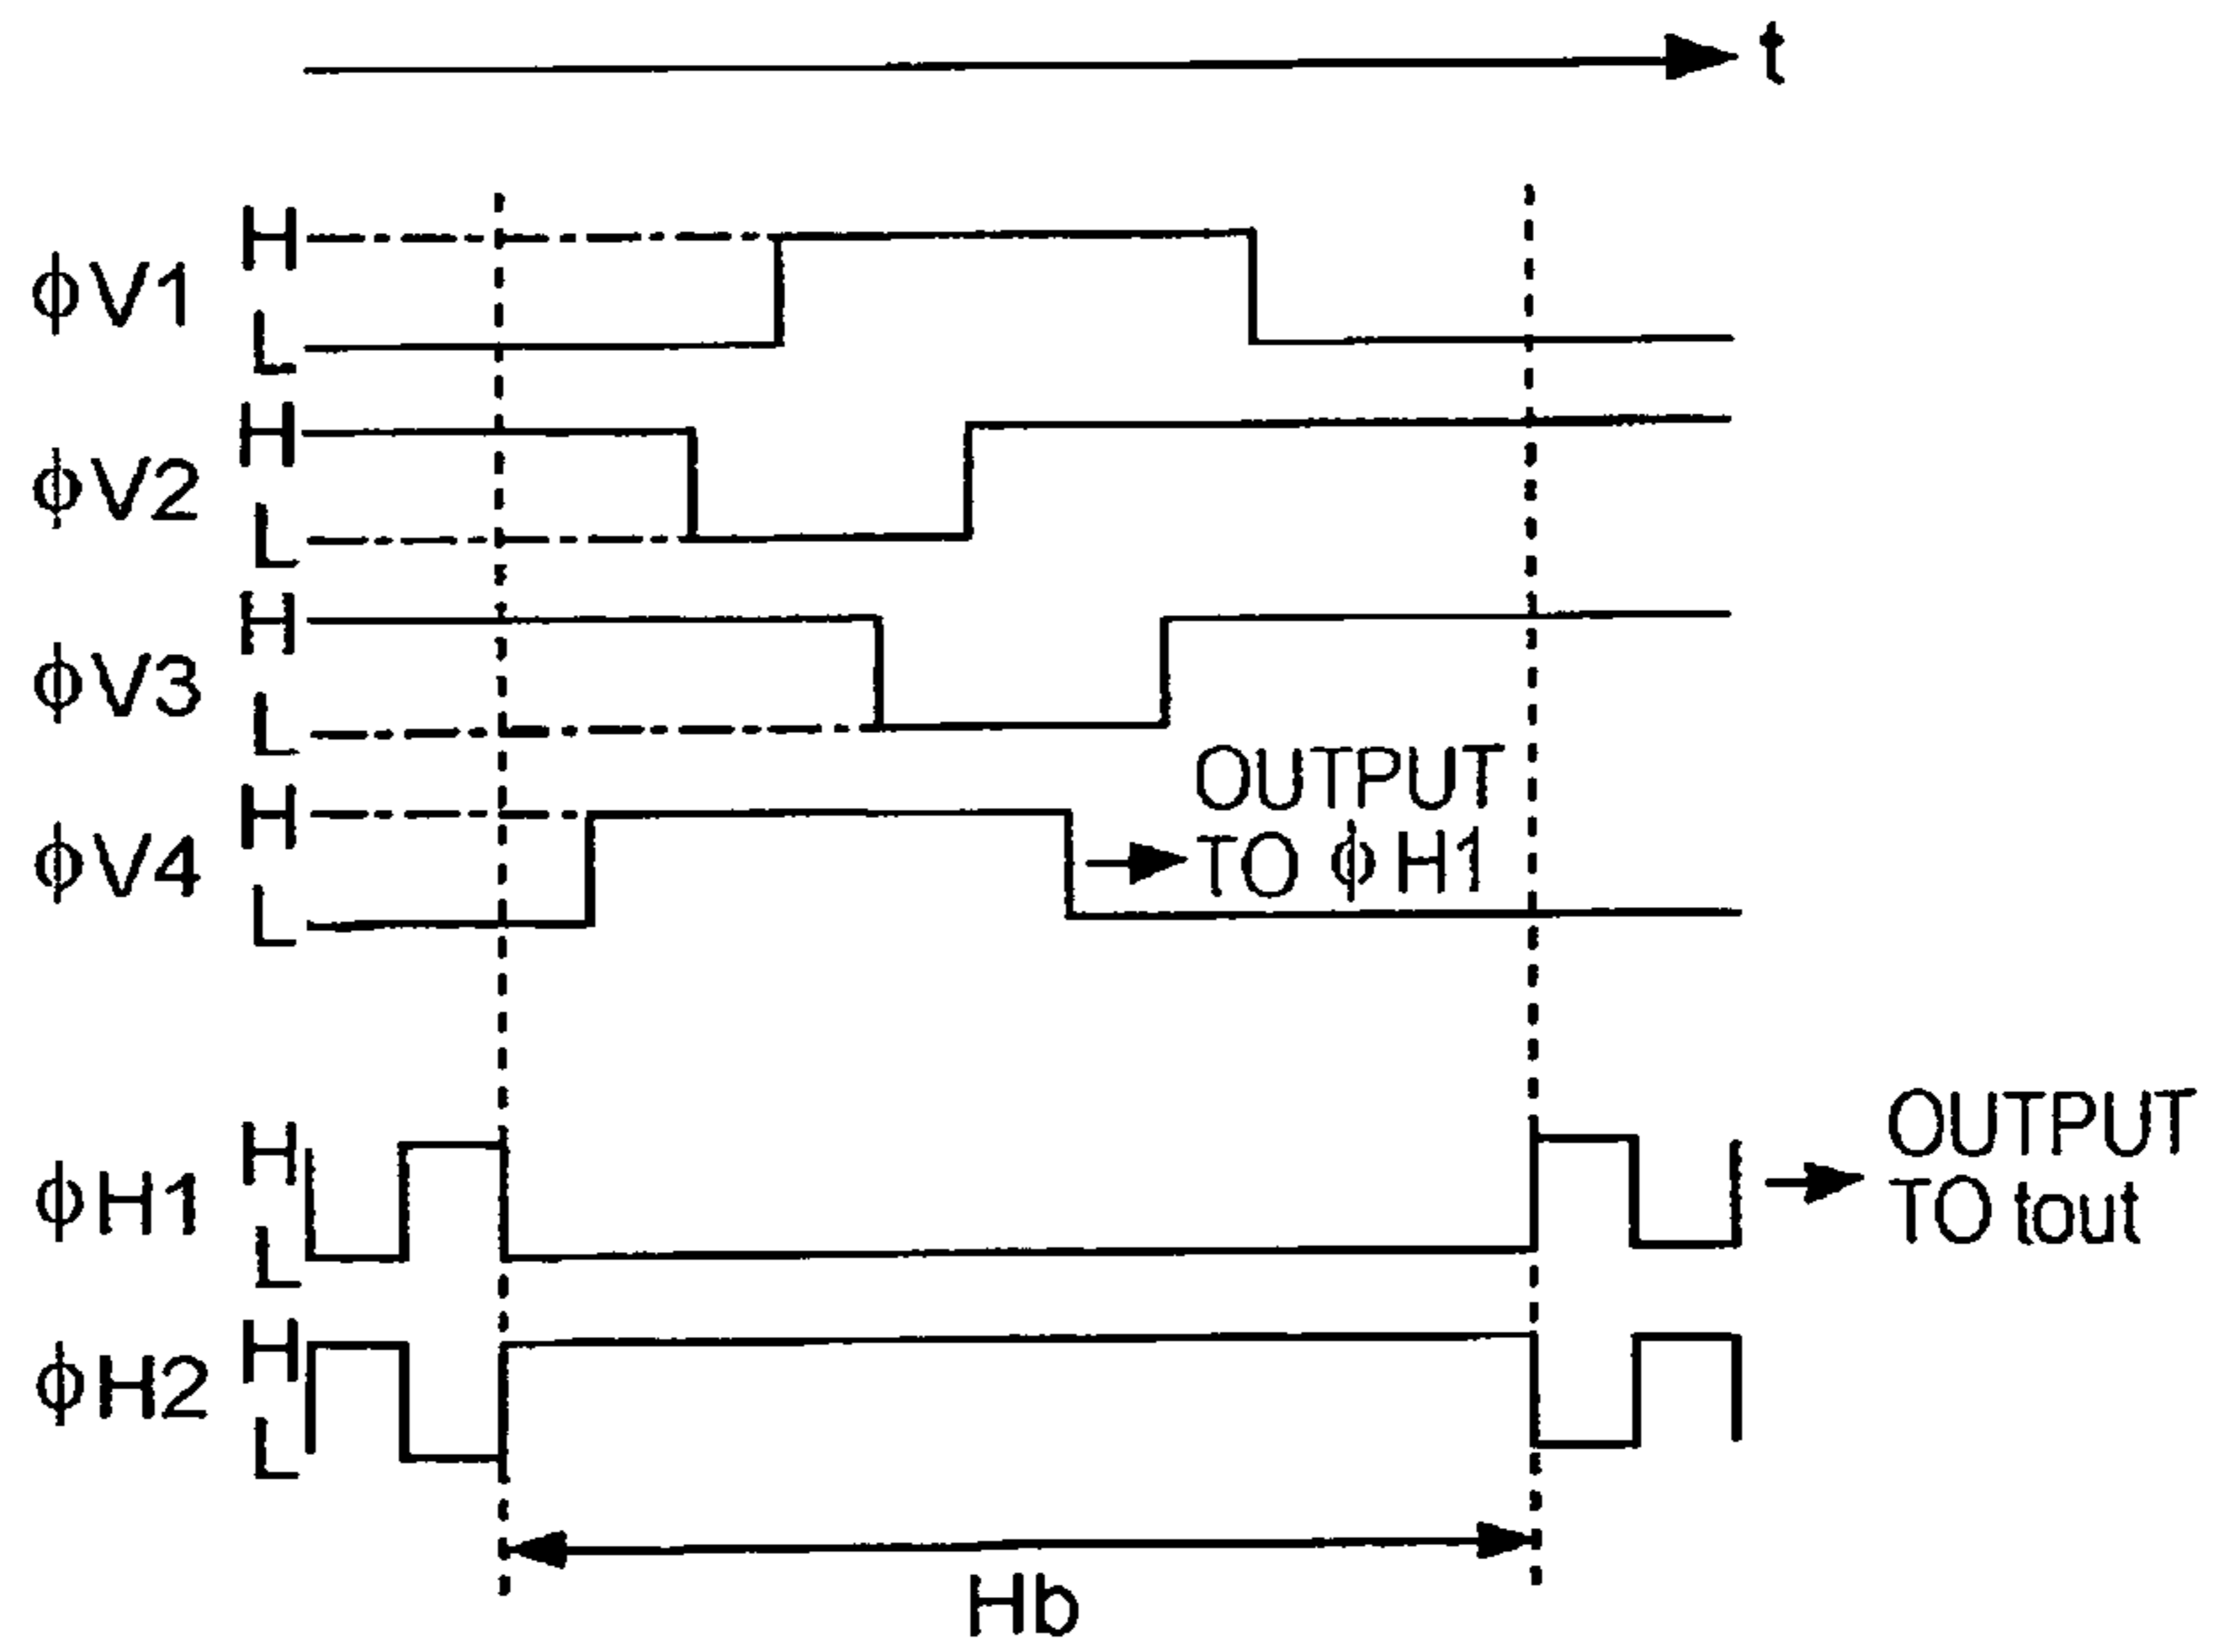 t
H
ϕV1
L
H
ϕV2
L
H
ϕV3
L
OUTPUT
TO ϕH1
H
ϕV4
L
H
ϕH1
L
OUTPUT
TO tout
H
ϕH2
L
Hb